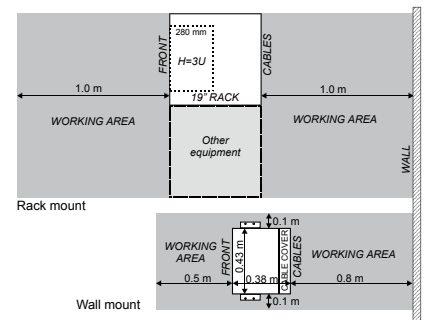 280 mm
FRONT
H=3U
CABLES
1.0 m
19" RACK
1.0 m
WORKING AREA
Other
equipment
WORKING AREA
WALL
Rack mount
0.1 m
WORKING
AREA
FRONT
0.43 m
0.38 m
CABLE COVER
CABLES
WORKING AREA
0.5 m
0.8 m
0.1 m
Wall mount